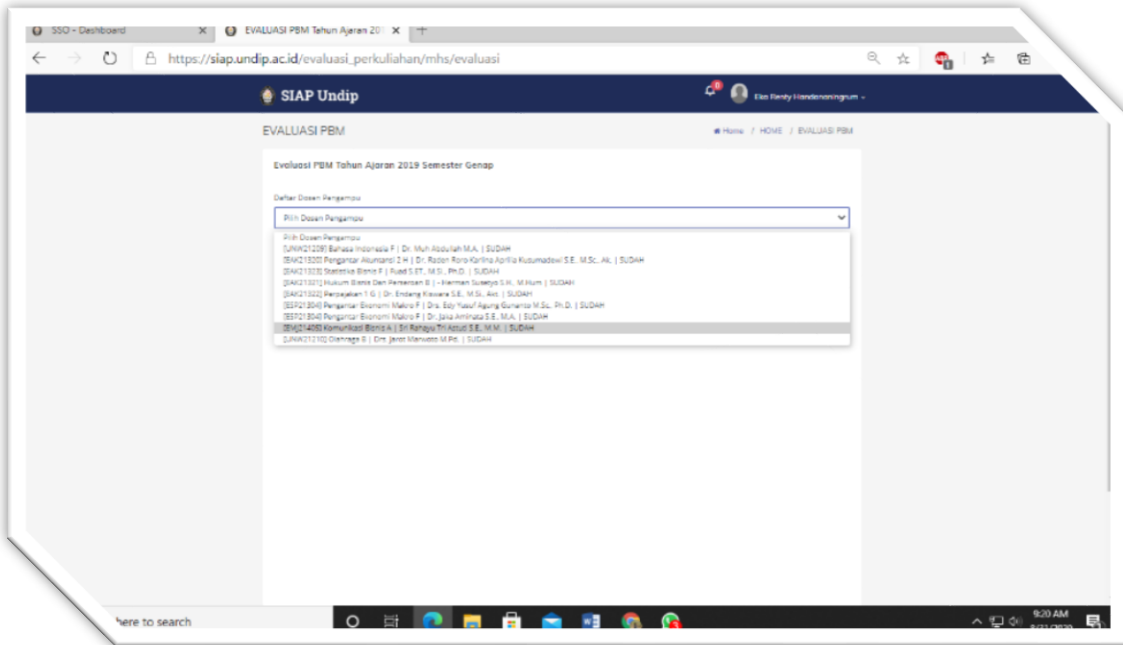 SSO - Dashboard
EVALUASI PBM Tahun Ajaran 20
https://siap.undip.ac.id/evaluasi_perkuliahan/mhs/evaluasi
SIAP Undip
Eka Resty Handananingrum
EVALUASI PBM
Home / HOME / EVALUASI PBM
Evaluasi PBM Tahun Ajaran 2019 Semester Genap
Daftar Dosen Pengampu
Pilih Dosen Pengampu
Pilih Dosen Pengampu
[UNW21209] Bahasa Indonesia F | Dr. Muh Abdullah M.A. | SUDAH
[EAK21320] Pengantar Akuntansi 2 H | Dr. Raden Roro Karlina Aprilia Kusumadewi S.E., M.Sc., Ak. | SUDAH
[EAK21323] Statistika Bisnis F | Fuad S.ET., M.Si., Ph.D. | SUDAH
[EAK21321] Hukum Bisnis Dan Perseroan B | - Herman Susetyo S.H., M.Hum | SUDAH
[EAK21322] Perpajakan 1 G | Dr. Endang Kiswara S.E., M.Si., Akt. | SUDAH
[ESP21304] Pengantar Ekonomi Makro F | Drs. Edy Yusuf Agung Gunanto M.Sc., Ph.D. | SUDAH
[ESP21304] Pengantar Ekonomi Makro F | Dr. Jaka Aminata S.E., M.A. | SUDAH
[EMJ21406] Komunikasi Bisnis A | Sri Rahayu Tri Astuti S.E., M.M. | SUDAH
[UNW21210] Olahraga B | Drs. Jarot Marwoto M.Pd. | SUDAH
here to search
9:20 AM